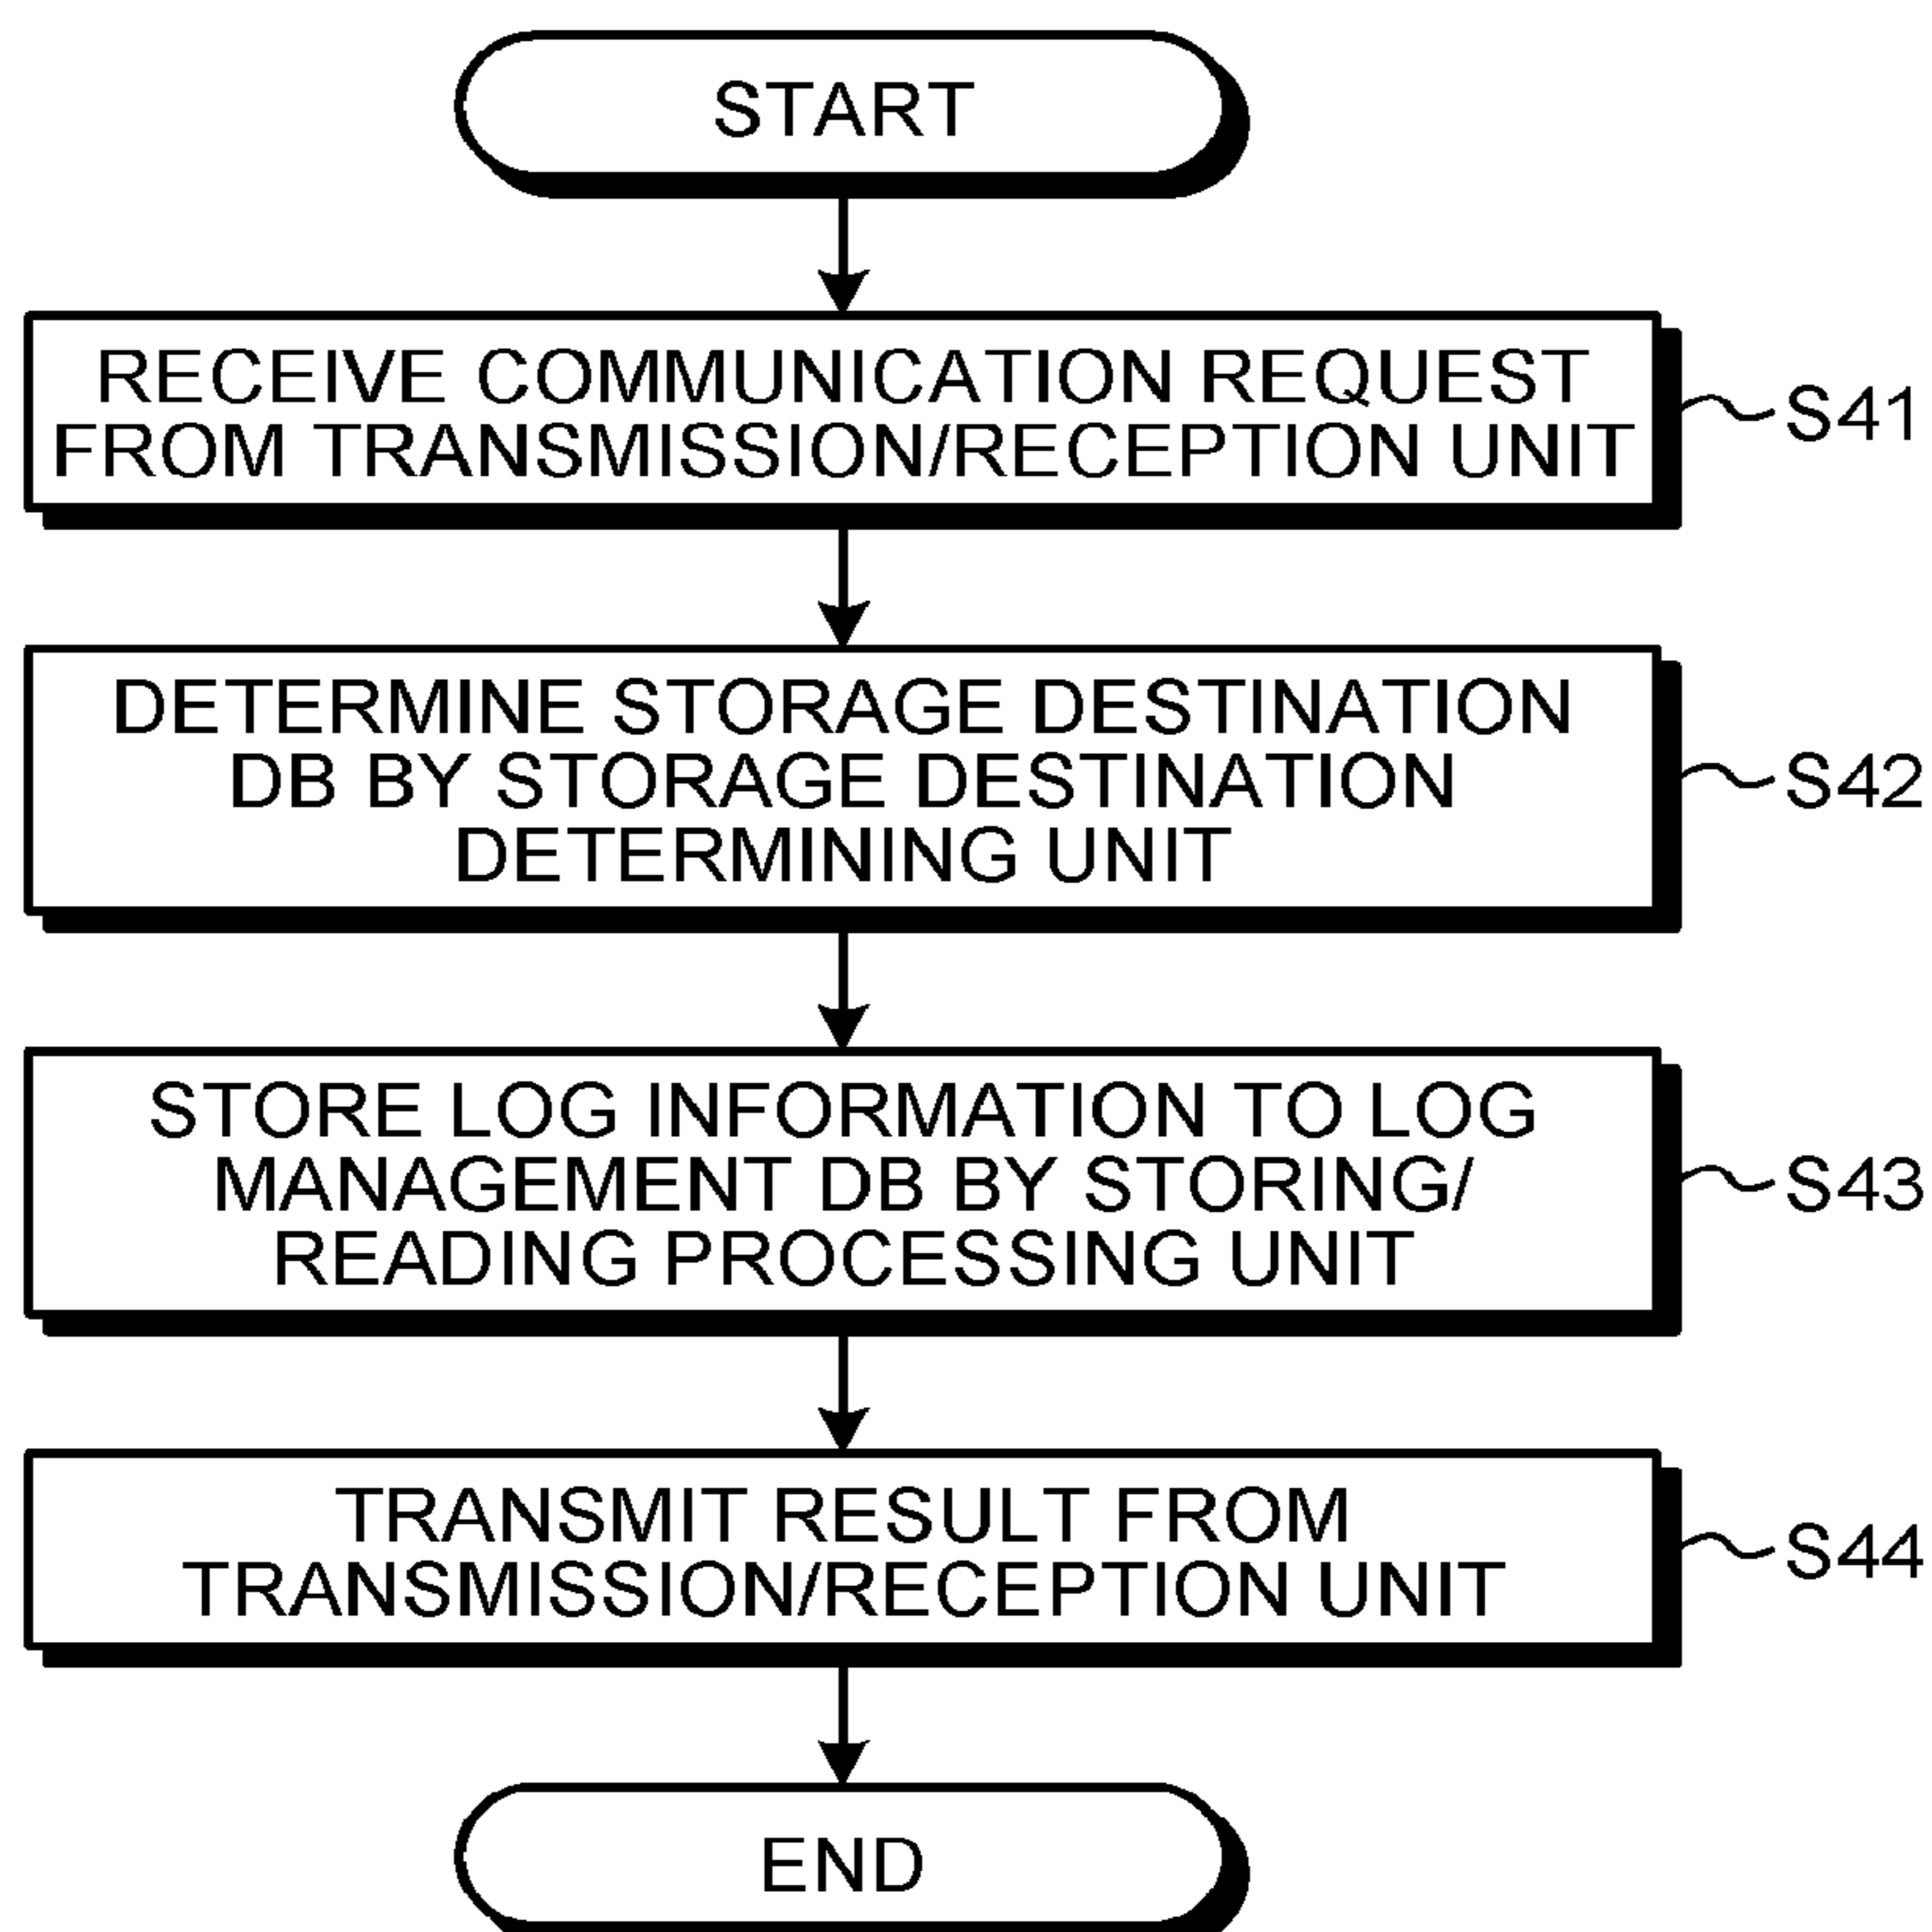 START
RECEIVE COMMUNICATION REQUEST
FROM TRANSMISSION/RECEPTION UNIT
S41
DETERMINE STORAGE DESTINATION
DB BY STORAGE DESTINATION
DETERMINING UNIT
S42
STORE LOG INFORMATION TO LOG
MANAGEMENT DB BY STORING/
READING PROCESSING UNIT
S43
TRANSMIT RESULT FROM
TRANSMISSION/RECEPTION UNIT
S44
END